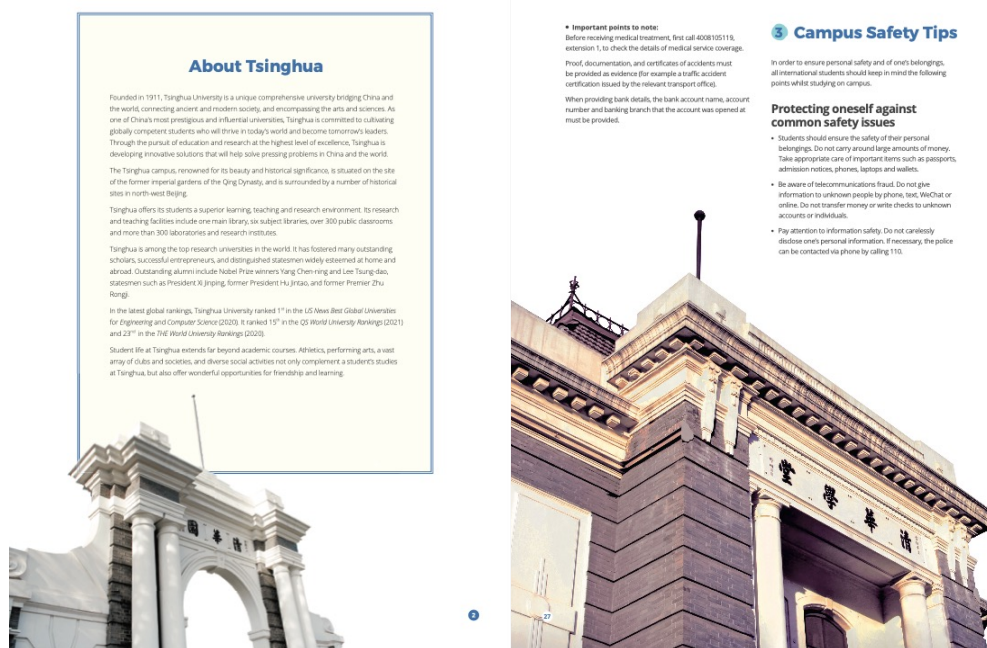 About Tsinghua
Founded in 1911, Tsinghua University is a unique comprehensive university bridging China and
the world, connecting ancient and modern society, and encompassing the arts and sciences. As
one of China's most prestigious and influential universities, Tsinghua is committed to cultivating
globally competent students who will thrive in today's world and become tomorrow's leaders.
Through the pursuit of education and research at the highest level of excellence, Tsinghua is
developing innovative solutions that will help solve pressing problems in China and the world.
The Tsinghua campus, renowned for its beauty and historical significance, is situated on the site
of the former imperial gardens of the Qing Dynasty, and is surrounded by a number of historical
sites in north-west Beijing.
Tsinghua offers its students a superior learning, teaching and research environment. Its research
and teaching facilities include one main library, six subject libraries, over 300 public classrooms
and more than 300 laboratories and research institutes.
Tsinghua is among the top research universities in the world. It has fostered many outstanding
scholars, successful entrepreneurs, and distinguished statesmen widely esteemed at home and
abroad. Outstanding alumni include Nobel Prize winners Yang Chen-ning and Lee Tsung-dao,
statesmen such as President Xi Jinping, former President Hu Jintao, and former Premier Zhu
Rongji.
In the latest global rankings, Tsinghua University ranked 1st in the US News Best Global Universities
for Engineering and Computer Science (2020). It ranked 15th in the QS World University Rankings (2021)
and 23rd in the THE World University Rankings (2020).
Student life at Tsinghua extends far beyond academic courses. Athletics, performing arts, a vast
array of clubs and societies, and diverse social activities not only complement a student's studies
at Tsinghua, but also offer wonderful opportunities for friendship and learning.
園華清
2
• Important points to note:
Before receiving medical treatment, first call 4008105119,
extension 1, to check the details of medical service coverage.
Proof, documentation, and certificates of accidents must
be provided as evidence (for example a traffic accident
certification issued by the relevant transport office).
When providing bank details, the bank account name, account
number and banking branch that the account was opened at
must be provided.
3 Campus Safety Tips
In order to ensure personal safety and of one's belongings,
all international students should keep in mind the following
points whilst studying on campus.
Protecting oneself against
common safety issues
• Students should ensure the safety of their personal
belongings. Do not carry around large amounts of money.
Take appropriate care of important items such as passports,
admission notices, phones, laptops and wallets.
• Be aware of telecommunications fraud. Do not give
information to unknown people by phone, text, WeChat or
online. Do not transfer money or write checks to unknown
accounts or individuals.
• Pay attention to information safety. Do not carelessly
disclose one's personal information. If necessary, the police
can be contacted via phone by calling 110.
堂學華清
27